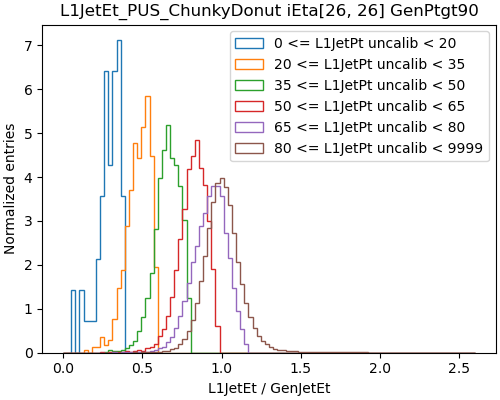 L1JetEt_PUS_ChunkyDonut iEta[26, 26] GenPtgt90
0 <= L1JetPt uncalib < 20
20 <= L1JetPt uncalib < 35
35 <= L1JetPt uncalib < 50
50 <= L1JetPt uncalib < 65
65 <= L1JetPt uncalib < 80
80 <= L1JetPt uncalib < 9999
Normalized entries
7
6
5
4
3
2
1
0
0.0 0.5 1.0 1.5 2.0 2.5
L1JetEt / GenJetEt